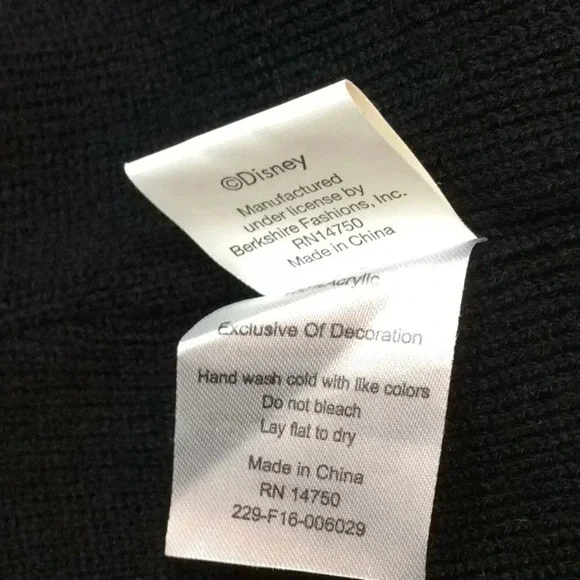 ©Disney
Manufactured
under license by
Berkshire Fashions, Inc.
RN14750
Made in China
Acrylic
Exclusive Of Decoration
Hand wash cold with like colors
Do not bleach
Lay flat to dry
Made in China
RN 14750
229-F16-006029